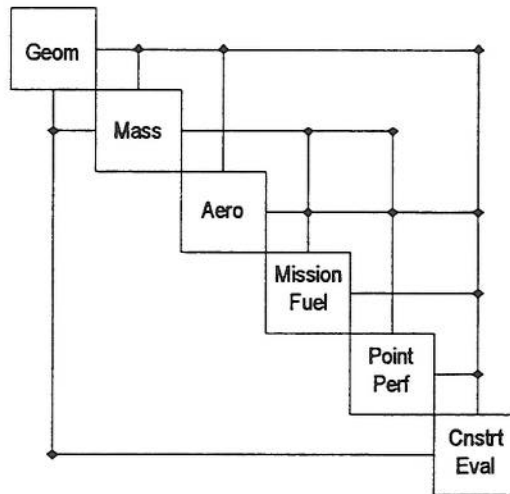 Geom
Mass
Aero
Mission
Fuel
Point
Perf
Cnstrt
Eval